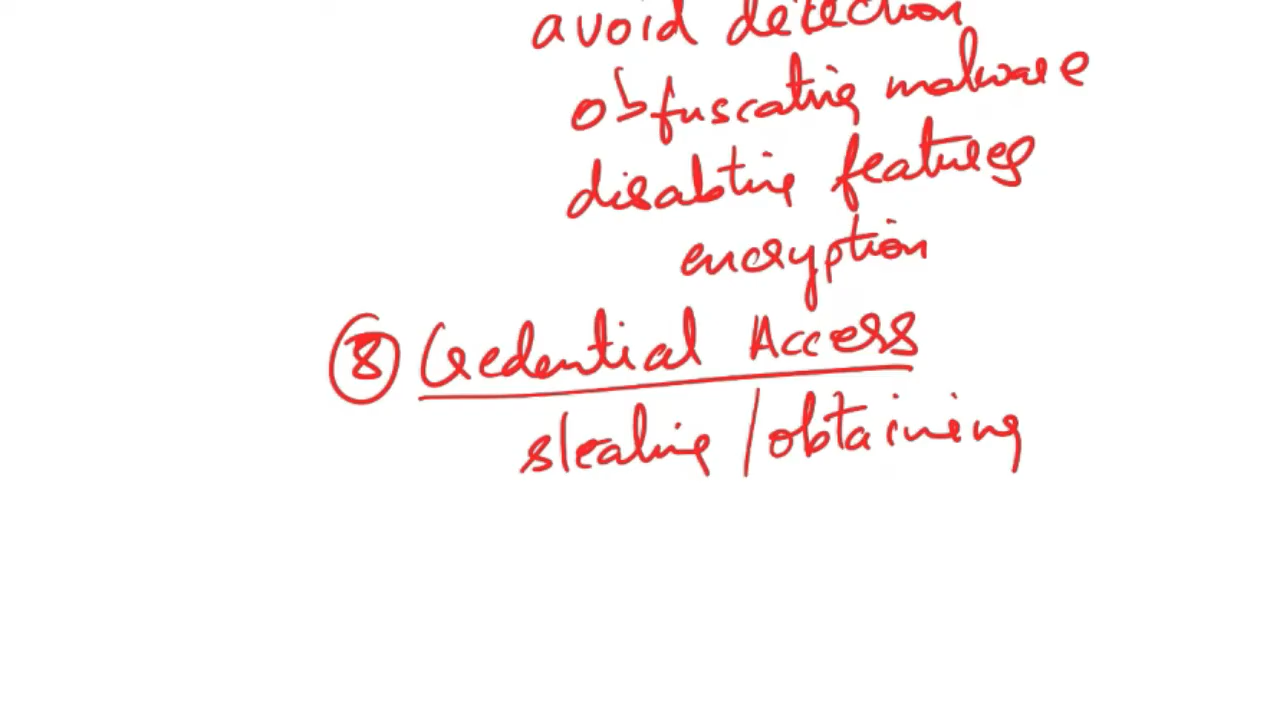 avoid detection
obfuscating malware
disabling features
encryption
8 Credential Access
stealing / obtaining